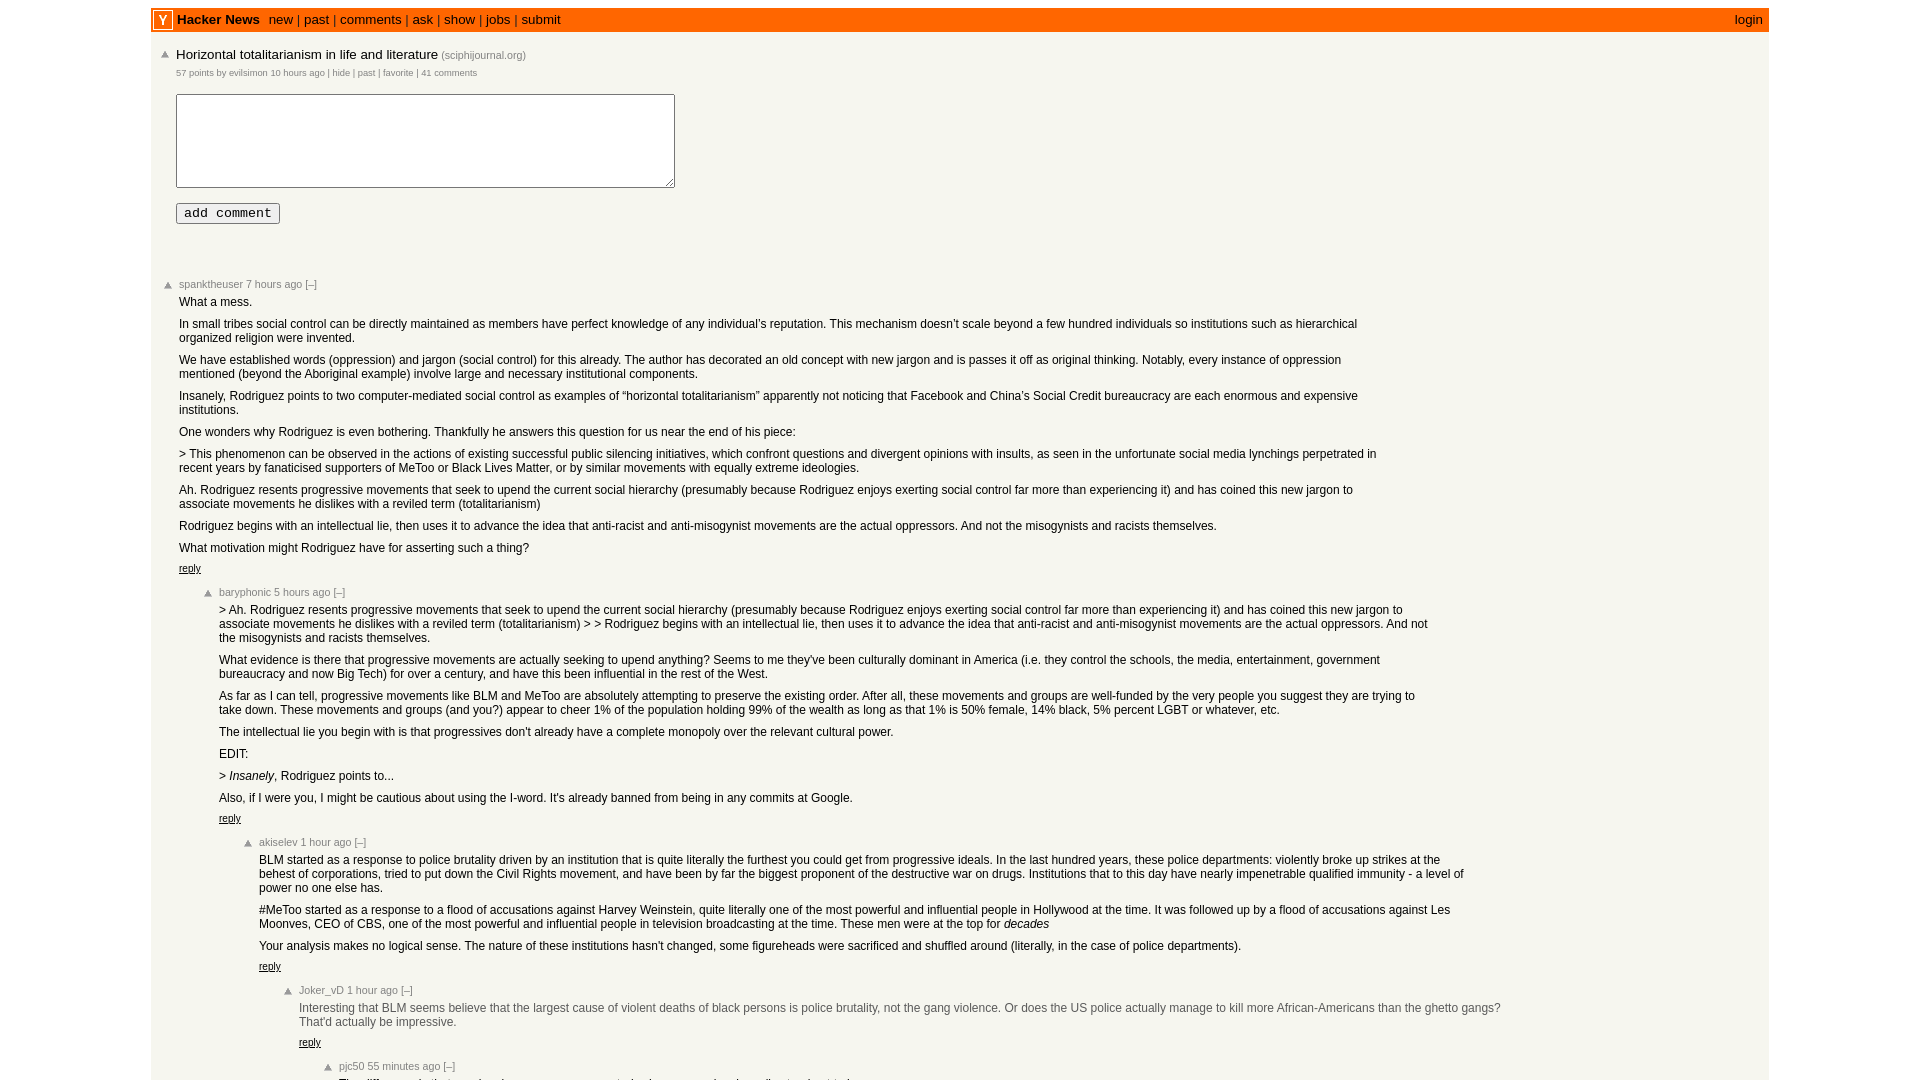 Y Hacker News new | past | comments | ask | show | jobs | submit login
Horizontal totalitarianism in life and literature (sciphijournal.org)
57 points by evilsimon 10 hours ago | hide | past | favorite | 41 comments
add comment
spanktheuser 7 hours ago [–]
What a mess.
In small tribes social control can be directly maintained as members have perfect knowledge of any individual’s reputation. This mechanism doesn’t scale beyond a few hundred individuals so institutions such as hierarchical
organized religion were invented.
We have established words (oppression) and jargon (social control) for this already. The author has decorated an old concept with new jargon and is passes it off as original thinking. Notably, every instance of oppression
mentioned (beyond the Aboriginal example) involve large and necessary institutional components.
Insanely, Rodriguez points to two computer-mediated social control as examples of “horizontal totalitarianism” apparently not noticing that Facebook and China’s Social Credit bureaucracy are each enormous and expensive
institutions.
One wonders why Rodriguez is even bothering. Thankfully he answers this question for us near the end of his piece:
> This phenomenon can be observed in the actions of existing successful public silencing initiatives, which confront questions and divergent opinions with insults, as seen in the unfortunate social media lynchings perpetrated in
recent years by fanaticised supporters of MeToo or Black Lives Matter, or by similar movements with equally extreme ideologies.
Ah. Rodriguez resents progressive movements that seek to upend the current social hierarchy (presumably because Rodriguez enjoys exerting social control far more than experiencing it) and has coined this new jargon to
associate movements he dislikes with a reviled term (totalitarianism)
Rodriguez begins with an intellectual lie, then uses it to advance the idea that anti-racist and anti-misogynist movements are the actual oppressors. And not the misogynists and racists themselves.
What motivation might Rodriguez have for asserting such a thing?
reply
baryphonic 5 hours ago [–]
> Ah. Rodriguez resents progressive movements that seek to upend the current social hierarchy (presumably because Rodriguez enjoys exerting social control far more than experiencing it) and has coined this new jargon to
associate movements he dislikes with a reviled term (totalitarianism) > > Rodriguez begins with an intellectual lie, then uses it to advance the idea that anti-racist and anti-misogynist movements are the actual oppressors. And not
the misogynists and racists themselves.
What evidence is there that progressive movements are actually seeking to upend anything? Seems to me they've been culturally dominant in America (i.e. they control the schools, the media, entertainment, government
bureaucracy and now Big Tech) for over a century, and have this been influential in the rest of the West.
As far as I can tell, progressive movements like BLM and MeToo are absolutely attempting to preserve the existing order. After all, these movements and groups are well-funded by the very people you suggest they are trying to
take down. These movements and groups (and you?) appear to cheer 1% of the population holding 99% of the wealth as long as that 1% is 50% female, 14% black, 5% percent LGBT or whatever, etc.
The intellectual lie you begin with is that progressives don't already have a complete monopoly over the relevant cultural power.
EDIT:
> Insanely, Rodriguez points to...
Also, if I were you, I might be cautious about using the I-word. It's already banned from being in any commits at Google.
reply
akiselev 1 hour ago [–]
BLM started as a response to police brutality driven by an institution that is quite literally the furthest you could get from progressive ideals. In the last hundred years, these police departments: violently broke up strikes at the
behest of corporations, tried to put down the Civil Rights movement, and have been by far the biggest proponent of the destructive war on drugs. Institutions that to this day have nearly impenetrable qualified immunity - a level of
power no one else has.
#MeToo started as a response to a flood of accusations against Harvey Weinstein, quite literally one of the most powerful and influential people in Hollywood at the time. It was followed up by a flood of accusations against Les
Moonves, CEO of CBS, one of the most powerful and influential people in television broadcasting at the time. These men were at the top for decades
Your analysis makes no logical sense. The nature of these institutions hasn't changed, some figureheads were sacrificed and shuffled around (literally, in the case of police departments).
reply
Joker_vD 1 hour ago [–]
Interesting that BLM seems believe that the largest cause of violent deaths of black persons is police brutality, not the gang violence. Or does the US police actually manage to kill more African-Americans than the ghetto gangs?
That'd actually be impressive.
reply
pjc50 55 minutes ago [–]